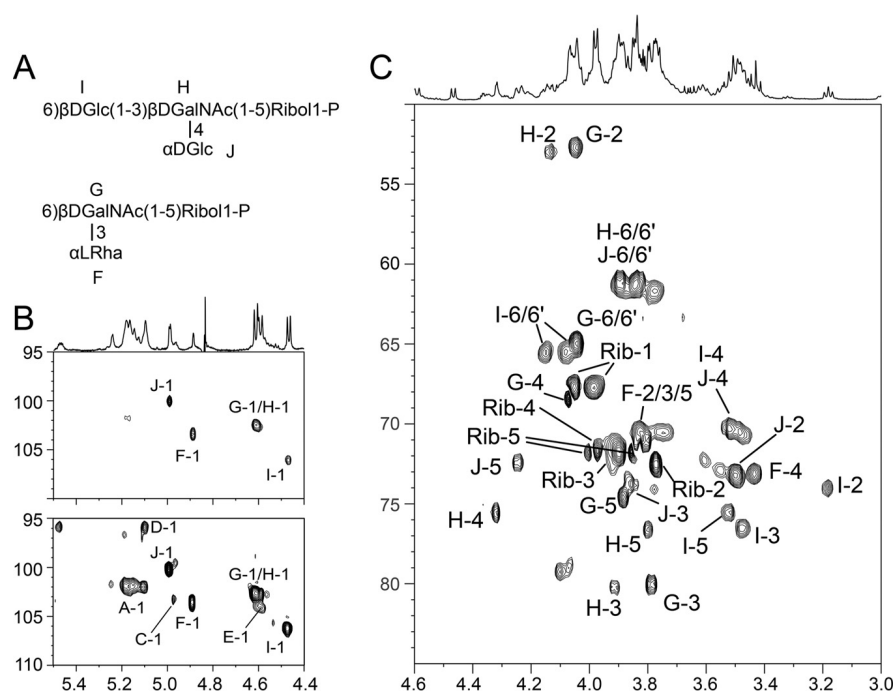 A
I H
6)βDGlc(1-3)βDGalNAc(1-5)Ribol1-P
|4
αDGlc J
G
6)βDGalNAc(1-5)Ribol1-P
|3
αLRha
F
B
95
J-1
100
G-1/H-1
105
F-1
I-1
95
D-1
J-1
100
G-1/H-1
A-1
105
C-1
F-1
E-1
I-1
110
5.4 5.2 5.0 4.8 4.6 4.4
C
H-2 G-2
55
H-6/6'
60
J-6/6'
I-6/6' G-6/6'
65
Rib-1
I-4
G-4
J-4
F-2/3/5
Rib-4
70
J-2
Rib-5
J-5
F-4
Rib-3
Rib-2
I-2
75
G-5
J-3
H-4
H-5
I-5
I-3
80
H-3
G-3
4.6 4.4 4.2 4.0 3.8 3.6 3.4 3.2 3.0